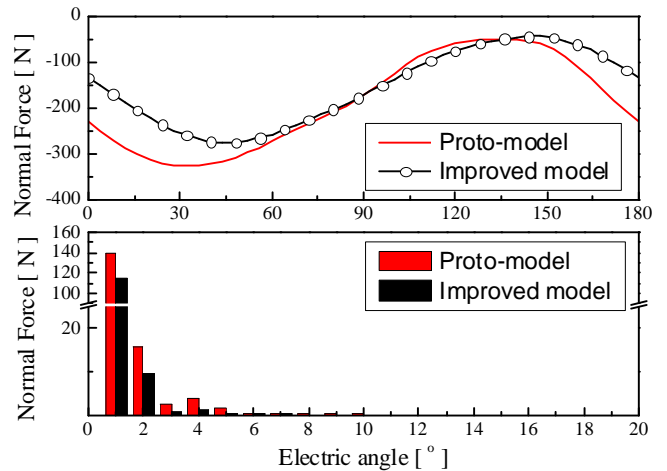 Normal Force [ N ]
0
-100
-200
-300
-400
Proto-model
Improved model
0 30 60 90 120 150 180
Normal Force [ N ]
160
140
120
100
20
Proto-model
Improved model
0 2 4 6 8 10 12 14 16 18 20
Electric angle [ ° ]